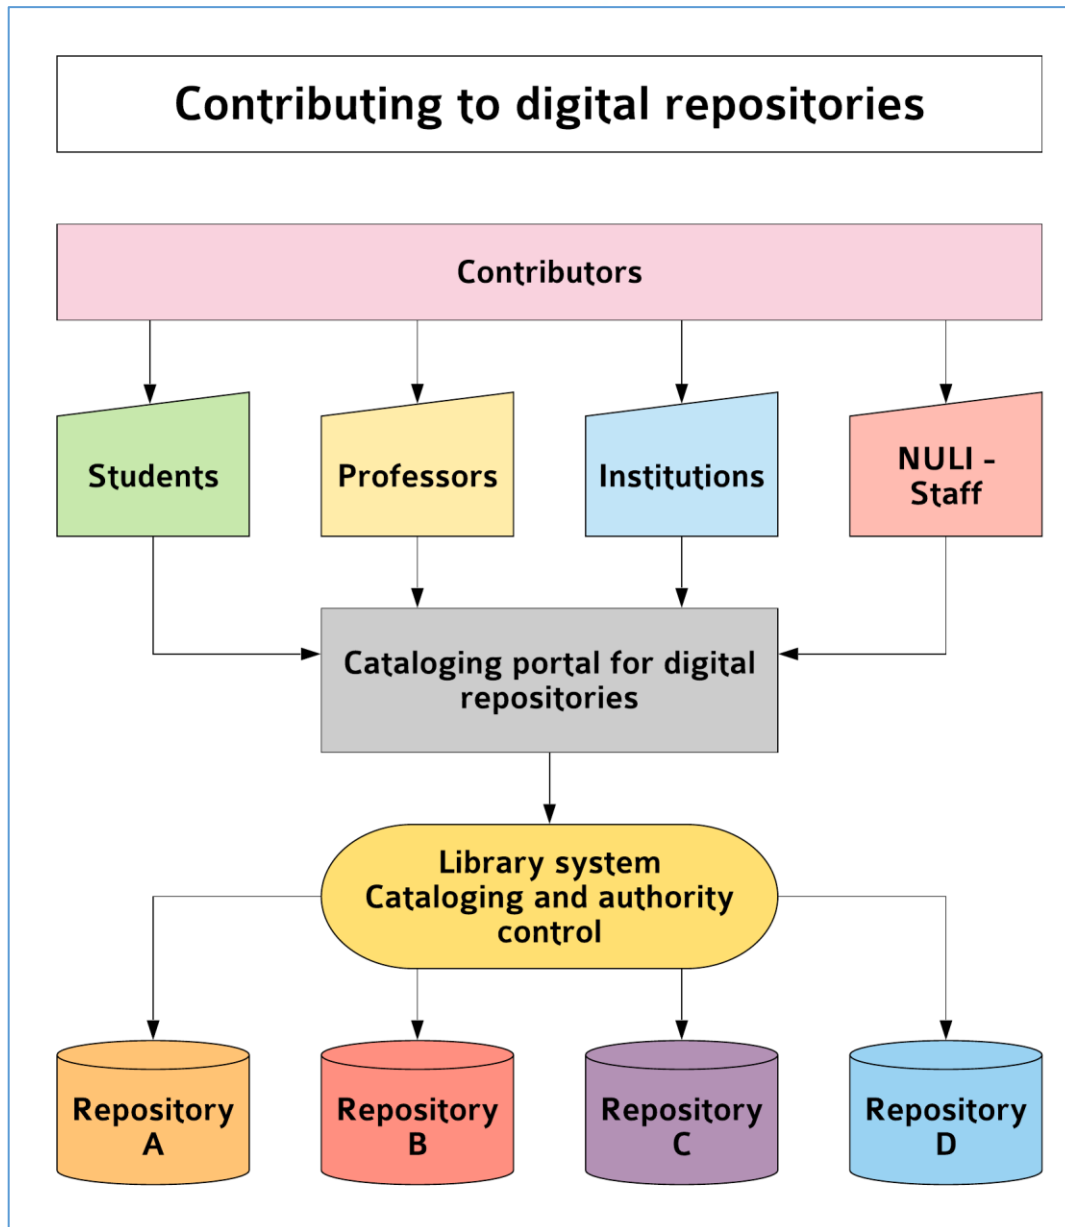 Contributing to digital repositories
Contributors
Students
Professors
Institutions
NULI -
Staff
Cataloging portal for digital
repositories
Library system
Cataloging and authority
control
Repository
A
Repository
B
Repository
C
Repository
D